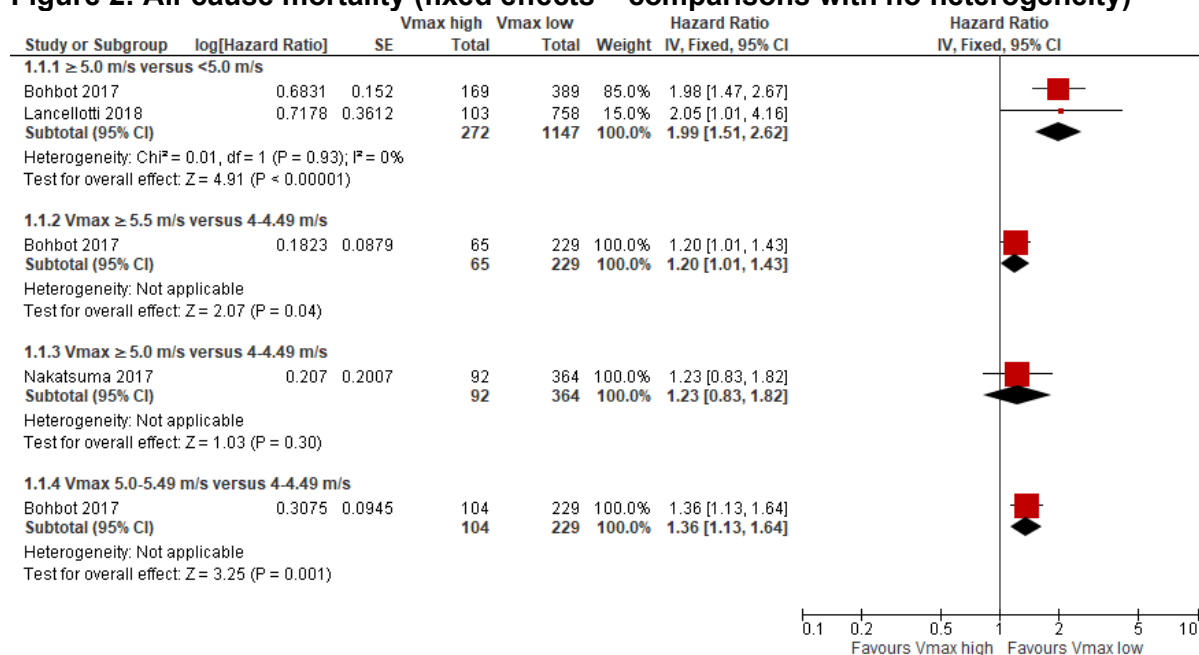 Figure 2: All-cause mortality (fixed effects – comparisons with no heterogeneity)
Vmax high Vmax low Hazard Ratio Hazard Ratio
Study or Subgroup log[Hazard Ratio] SE Total Total Weight IV, Fixed, 95% CI IV, Fixed, 95% CI
1.1.1 ≥ 5.0 m/s versus <5.0 m/s
Bohbot 2017 0.6831 0.152 169 389 85.0% 1.98 [1.47, 2.67]
Lancellotti 2018 0.7178 0.3612 103 758 15.0% 2.05 [1.01, 4.16]
Subtotal (95% CI) 272 1147 100.0% 1.99 [1.51, 2.62]
Heterogeneity: Chi² = 0.01, df = 1 (P = 0.93); I² = 0%
Test for overall effect: Z = 4.91 (P < 0.00001)
1.1.2 Vmax ≥ 5.5 m/s versus 4-4.49 m/s
Bohbot 2017 0.1823 0.0879 65 229 100.0% 1.20 [1.01, 1.43]
Subtotal (95% CI) 65 229 100.0% 1.20 [1.01, 1.43]
Heterogeneity: Not applicable
Test for overall effect: Z = 2.07 (P = 0.04)
1.1.3 Vmax ≥ 5.0 m/s versus 4-4.49 m/s
Nakatsuma 2017 0.207 0.2007 92 364 100.0% 1.23 [0.83, 1.82]
Subtotal (95% CI) 92 364 100.0% 1.23 [0.83, 1.82]
Heterogeneity: Not applicable
Test for overall effect: Z = 1.03 (P = 0.30)
1.1.4 Vmax 5.0-5.49 m/s versus 4-4.49 m/s
Bohbot 2017 0.3075 0.0945 104 229 100.0% 1.36 [1.13, 1.64]
Subtotal (95% CI) 104 229 100.0% 1.36 [1.13, 1.64]
Heterogeneity: Not applicable
Test for overall effect: Z = 3.25 (P = 0.001)
0.1 0.2 0.5 1 2 5 10
Favours Vmax high Favours Vmax low